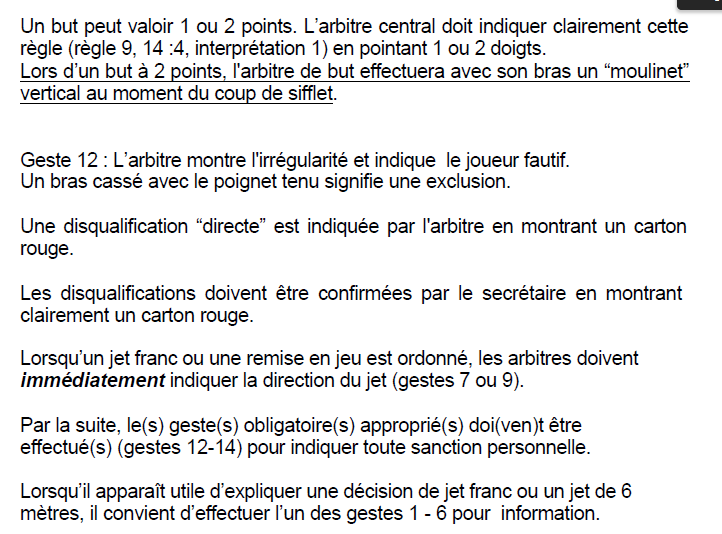 Un but peut valoir 1 ou 2 points. L’arbitre central doit indiquer clairement cette
règle (règle 9, 14 :4, interprétation 1) en pointant 1 ou 2 doigts.
Lors d’un but à 2 points, l'arbitre de but effectuera avec son bras un “moulinet”
vertical au moment du coup de sifflet.
Geste 12 : L’arbitre montre l'irrégularité et indique  le joueur fautif.
Un bras cassé avec le poignet tenu signifie une exclusion.
Une disqualification “directe” est indiquée par l'arbitre en montrant un carton
rouge.
Les disqualifications doivent être confirmées par le secrétaire en montrant
clairement un carton rouge.
Lorsqu’un jet franc ou une remise en jeu est ordonné, les arbitres doivent
immédiatement indiquer la direction du jet (gestes 7 ou 9).
Par la suite, le(s) geste(s) obligatoire(s) approprié(s) doi(ven)t être
effectué(s) (gestes 12-14) pour indiquer toute sanction personnelle.
Lorsqu’il apparaît utile d’expliquer une décision de jet franc ou un jet de 6
mètres, il convient d’effectuer l’un des gestes 1 - 6 pour  information.